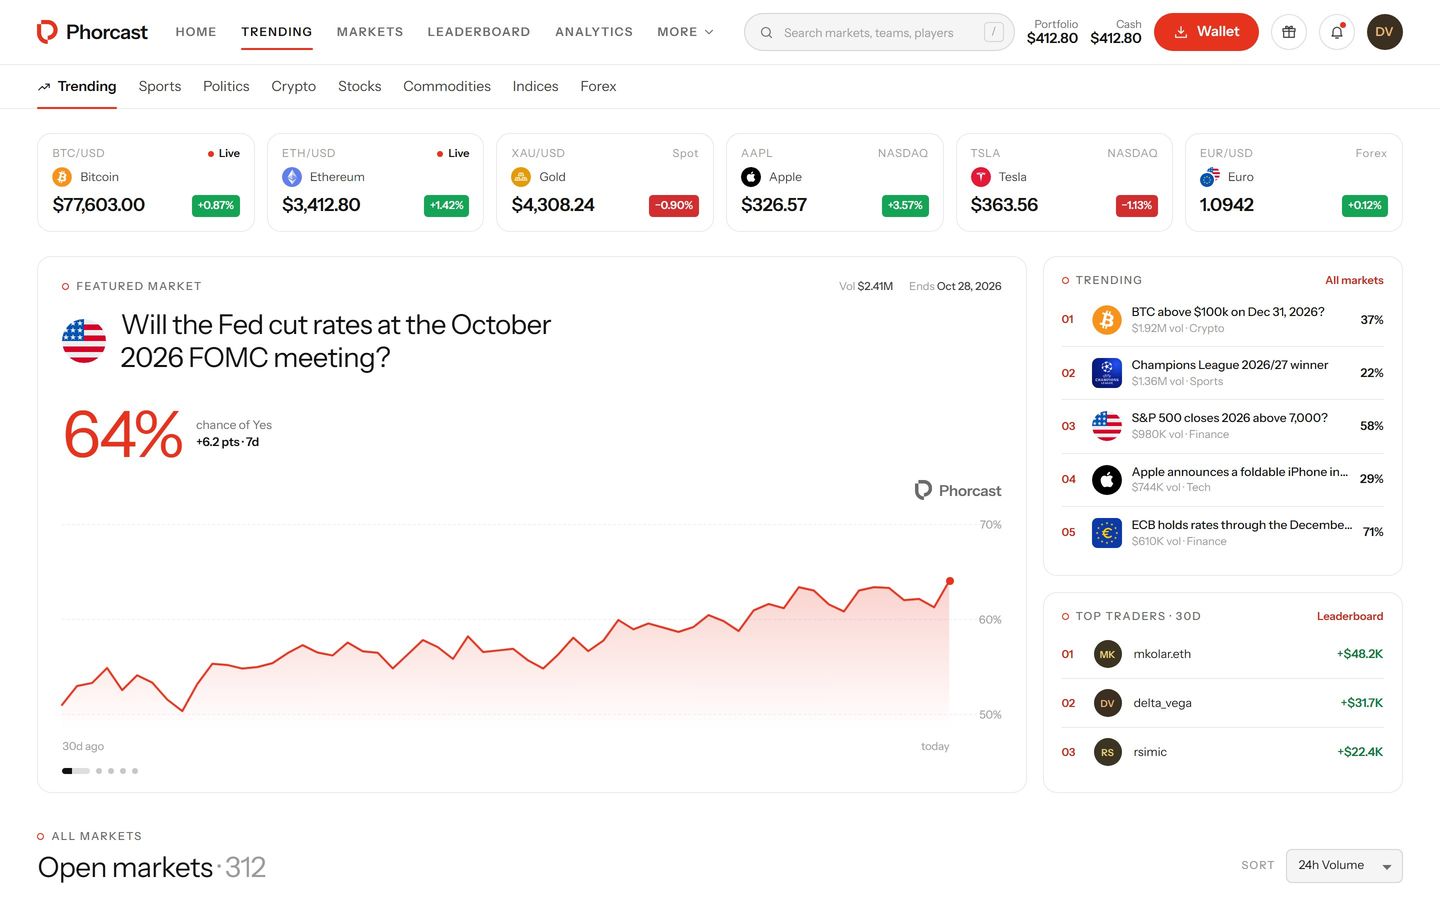 Phorcast
HOME
TRENDING
MARKETS
LEADERBOARD
ANALYTICS
MORE
Search markets, teams, players
/
Portfolio
$412.80
Cash
$412.80
Wallet
DV
Trending
Sports
Politics
Crypto
Stocks
Commodities
Indices
Forex
BTC/USD
Live
Bitcoin
$77,603.00
+0.87%
ETH/USD
Live
Ethereum
$3,412.80
+1.42%
XAU/USD
Spot
Gold
$4,308.24
−0.90%
AAPL
NASDAQ
Apple
$326.57
+3.57%
TSLA
NASDAQ
Tesla
$363.56
−1.13%
EUR/USD
Forex
Euro
1.0942
+0.12%
FEATURED MARKET
Vol $2.41M
Ends Oct 28, 2026
Will the Fed cut rates at the October
2026 FOMC meeting?
64%
chance of Yes
+6.2 pts · 7d
Phorcast
70%
60%
50%
30d ago
today
TRENDING
All markets
01
BTC above $100k on Dec 31, 2026?
$1.92M vol · Crypto
37%
02
Champions League 2026/27 winner
$1.36M vol · Sports
22%
03
S&P 500 closes 2026 above 7,000?
$980K vol · Finance
58%
04
Apple announces a foldable iPhone in...
$744K vol · Tech
29%
05
ECB holds rates through the Decembe...
$610K vol · Finance
71%
TOP TRADERS · 30D
Leaderboard
01
MK
mkolar.eth
+$48.2K
02
DV
delta_vega
+$31.7K
03
RS
rsimic
+$22.4K
ALL MARKETS
Open markets · 312
SORT
24h Volume